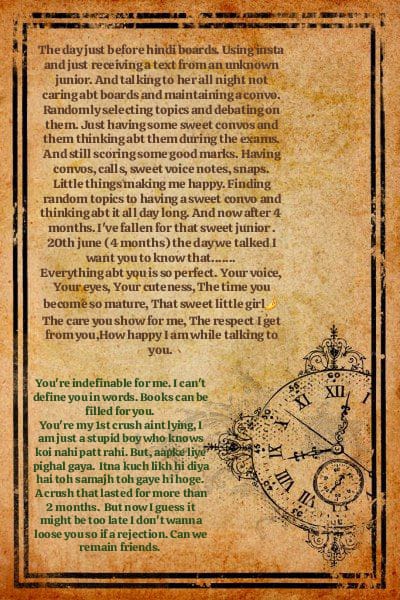 The day just before hindi boards. Using insta
and just receiving a text from an unknown
junior. And talking to her all night not
caring abt boards and maintaining a convo.
Randomly selecting topics and debating on
them. Just having some sweet convos and
them thinking abt them during the exams.
And still scoring some good marks. Having
convos, calls, sweet voice notes, snaps.
Little things making me happy. Finding
random topics to having a sweet convo and
thinking abt it all day long. And now after 4
months. I've fallen for that sweet junior .
20th june ( 4 months) the day we talked I
want you to know that.......
Everything abt you is so perfect. Your voice,
Your eyes, Your cuteness, The time you
become so mature, That sweet little girl🤌
The care you show for me, The respect I get
from you,How happy I am while talking to
you.
You're indefinable for me. I can't
define you in words. Books can be
filled for you.
You're my 1st crush aint lying, I
am just a stupid boy who knows
koi nahi patt rahi. But, aapke liye
pighal gaya. Itna kuch likh hi diya
hai toh samajh toh gaye hi hoge.
A crush that lasted for more than
2 months. But now I guess it
might be too late I don't wanna
loose you so if a rejection. Can we
remain friends.
XII
I
XI
X
IX
VIII
VII